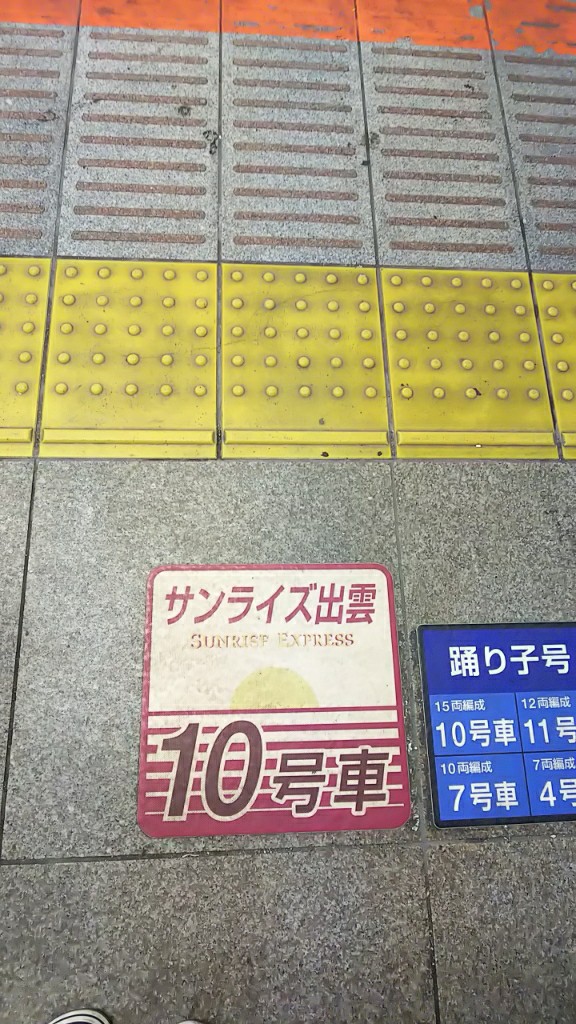 サンライズ出雲
SUNRISE EXPRESS
10号車
踊り子号
15両編成 12両編成
10号車 11号
10両編成 7両編成
7号車 4号